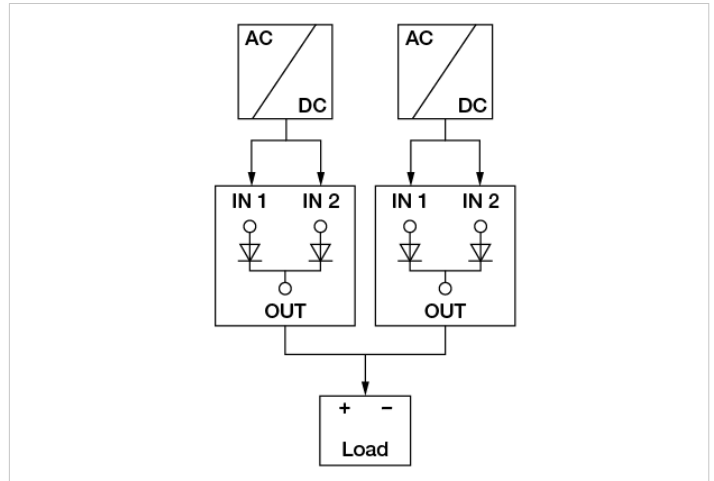 AC AC
DC DC
IN 1 IN 2 IN 1 IN 2
OUT OUT
+ −
Load